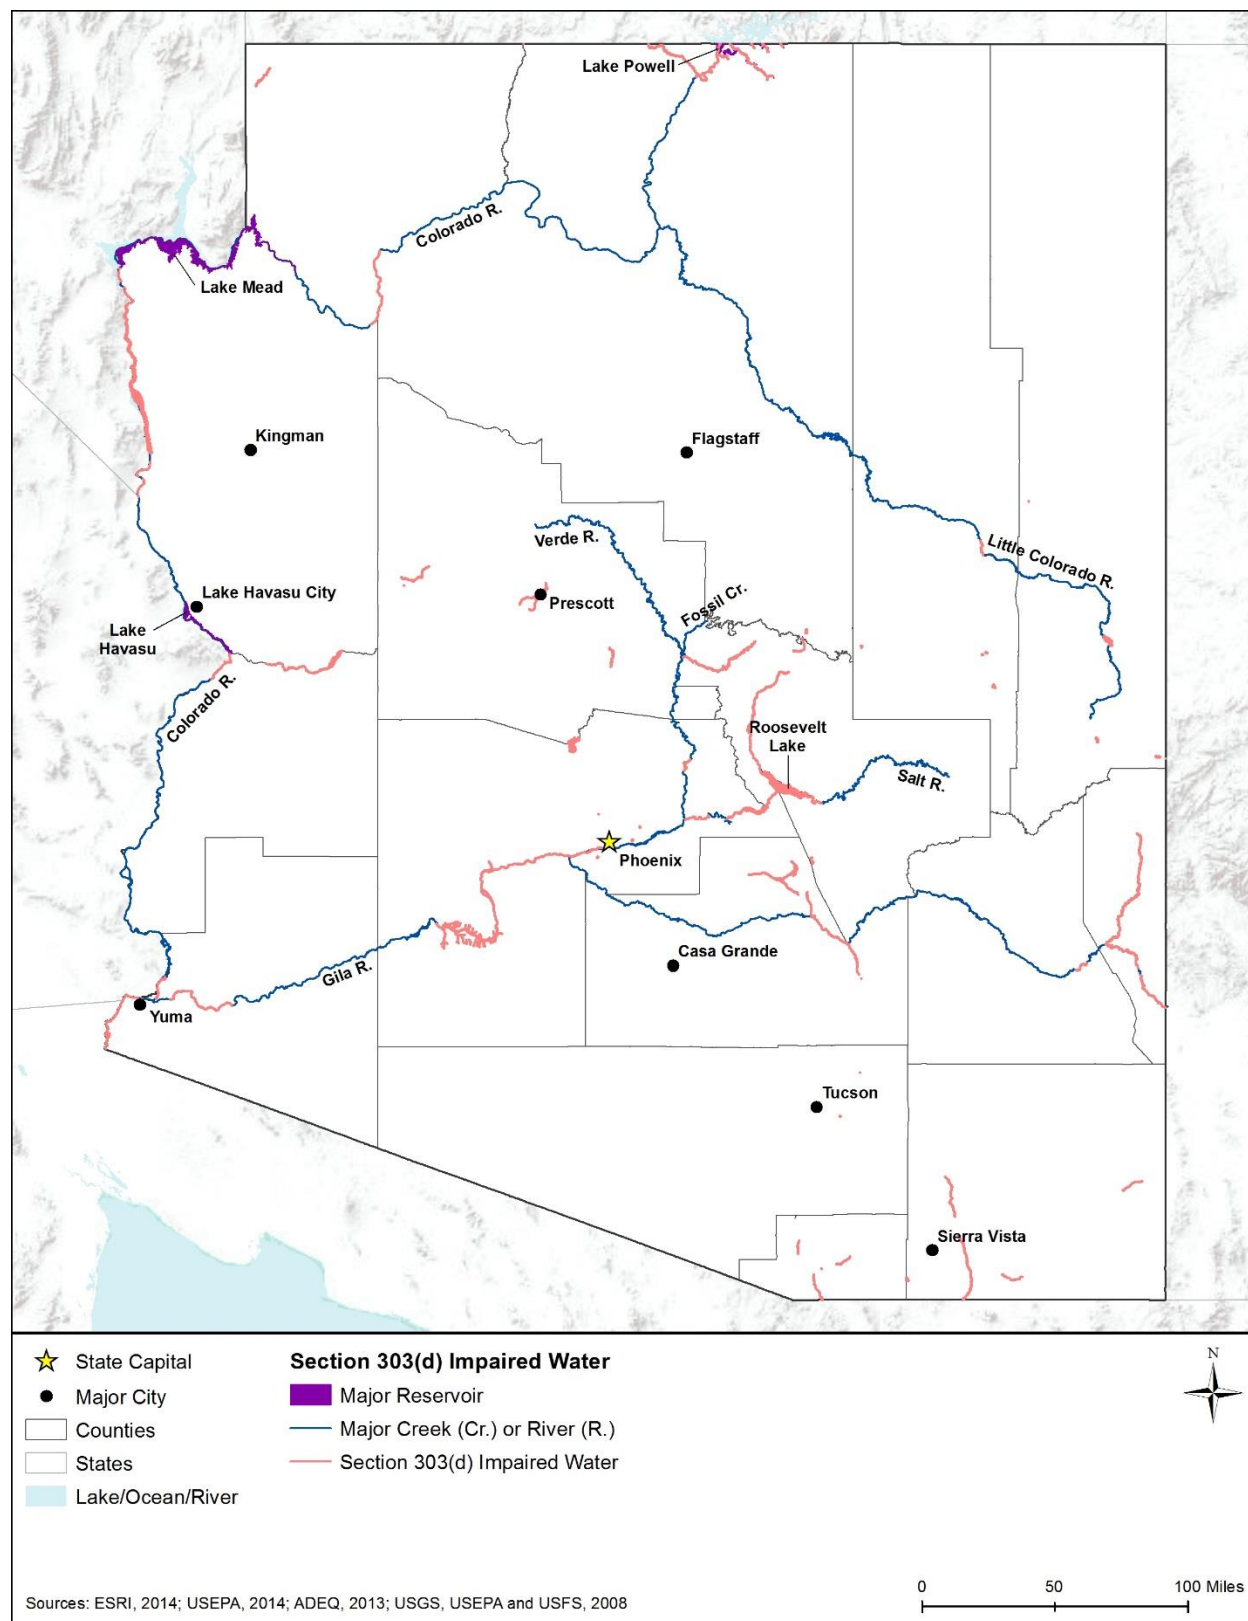 Lake Powell
Colorado R.
Lake Mead
Kingman
Flagstaff
Verde R.
Little Colorado R.
Lake Havasu City
Prescott
Fossil Cr.
Lake
Havasu
Colorado R.
Roosevelt
Lake
Salt R.
Phoenix
Casa Grande
Gila R.
Yuma
Tucson
Sierra Vista
State Capital
Major City
Counties
States
Lake/Ocean/River
Section 303(d) Impaired Water
Major Reservoir
Major Creek (Cr.) or River (R.)
Section 303(d) Impaired Water
N
Sources: ESRI, 2014; USEPA, 2014; ADEQ, 2013; USGS, USEPA and USFS, 2008
0 50 100 Miles